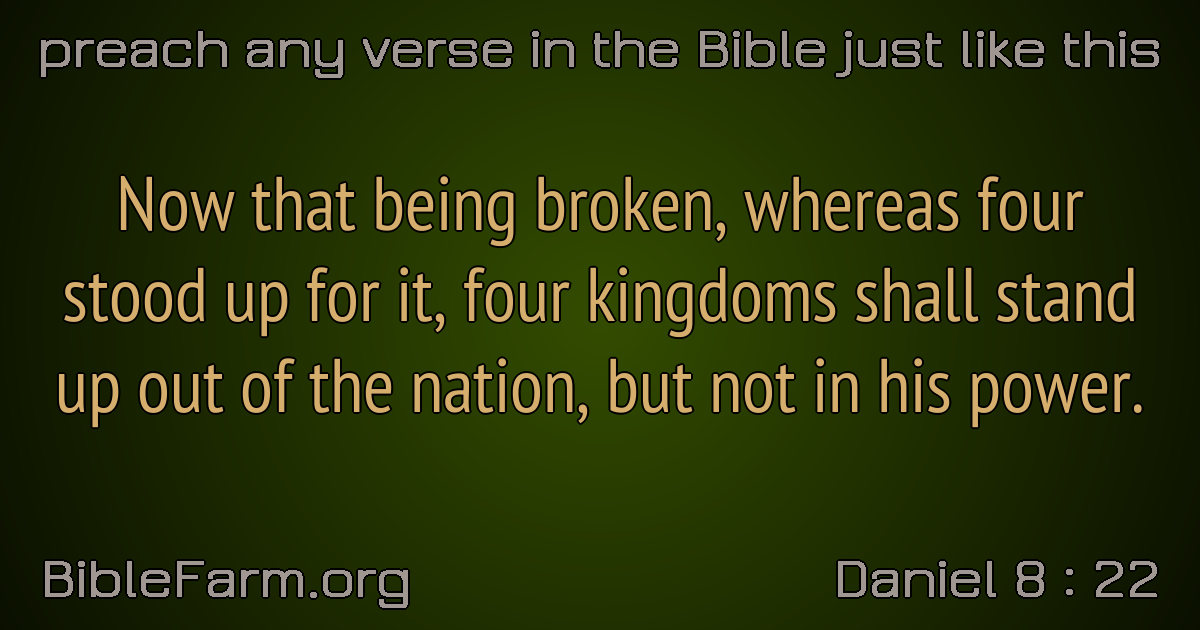 preach any verse in the Bible just like this
Now that being broken, whereas four
stood up for it, four kingdoms shall stand
up out of the nation, but not in his power.
BibleFarm.org
Daniel 8 : 22